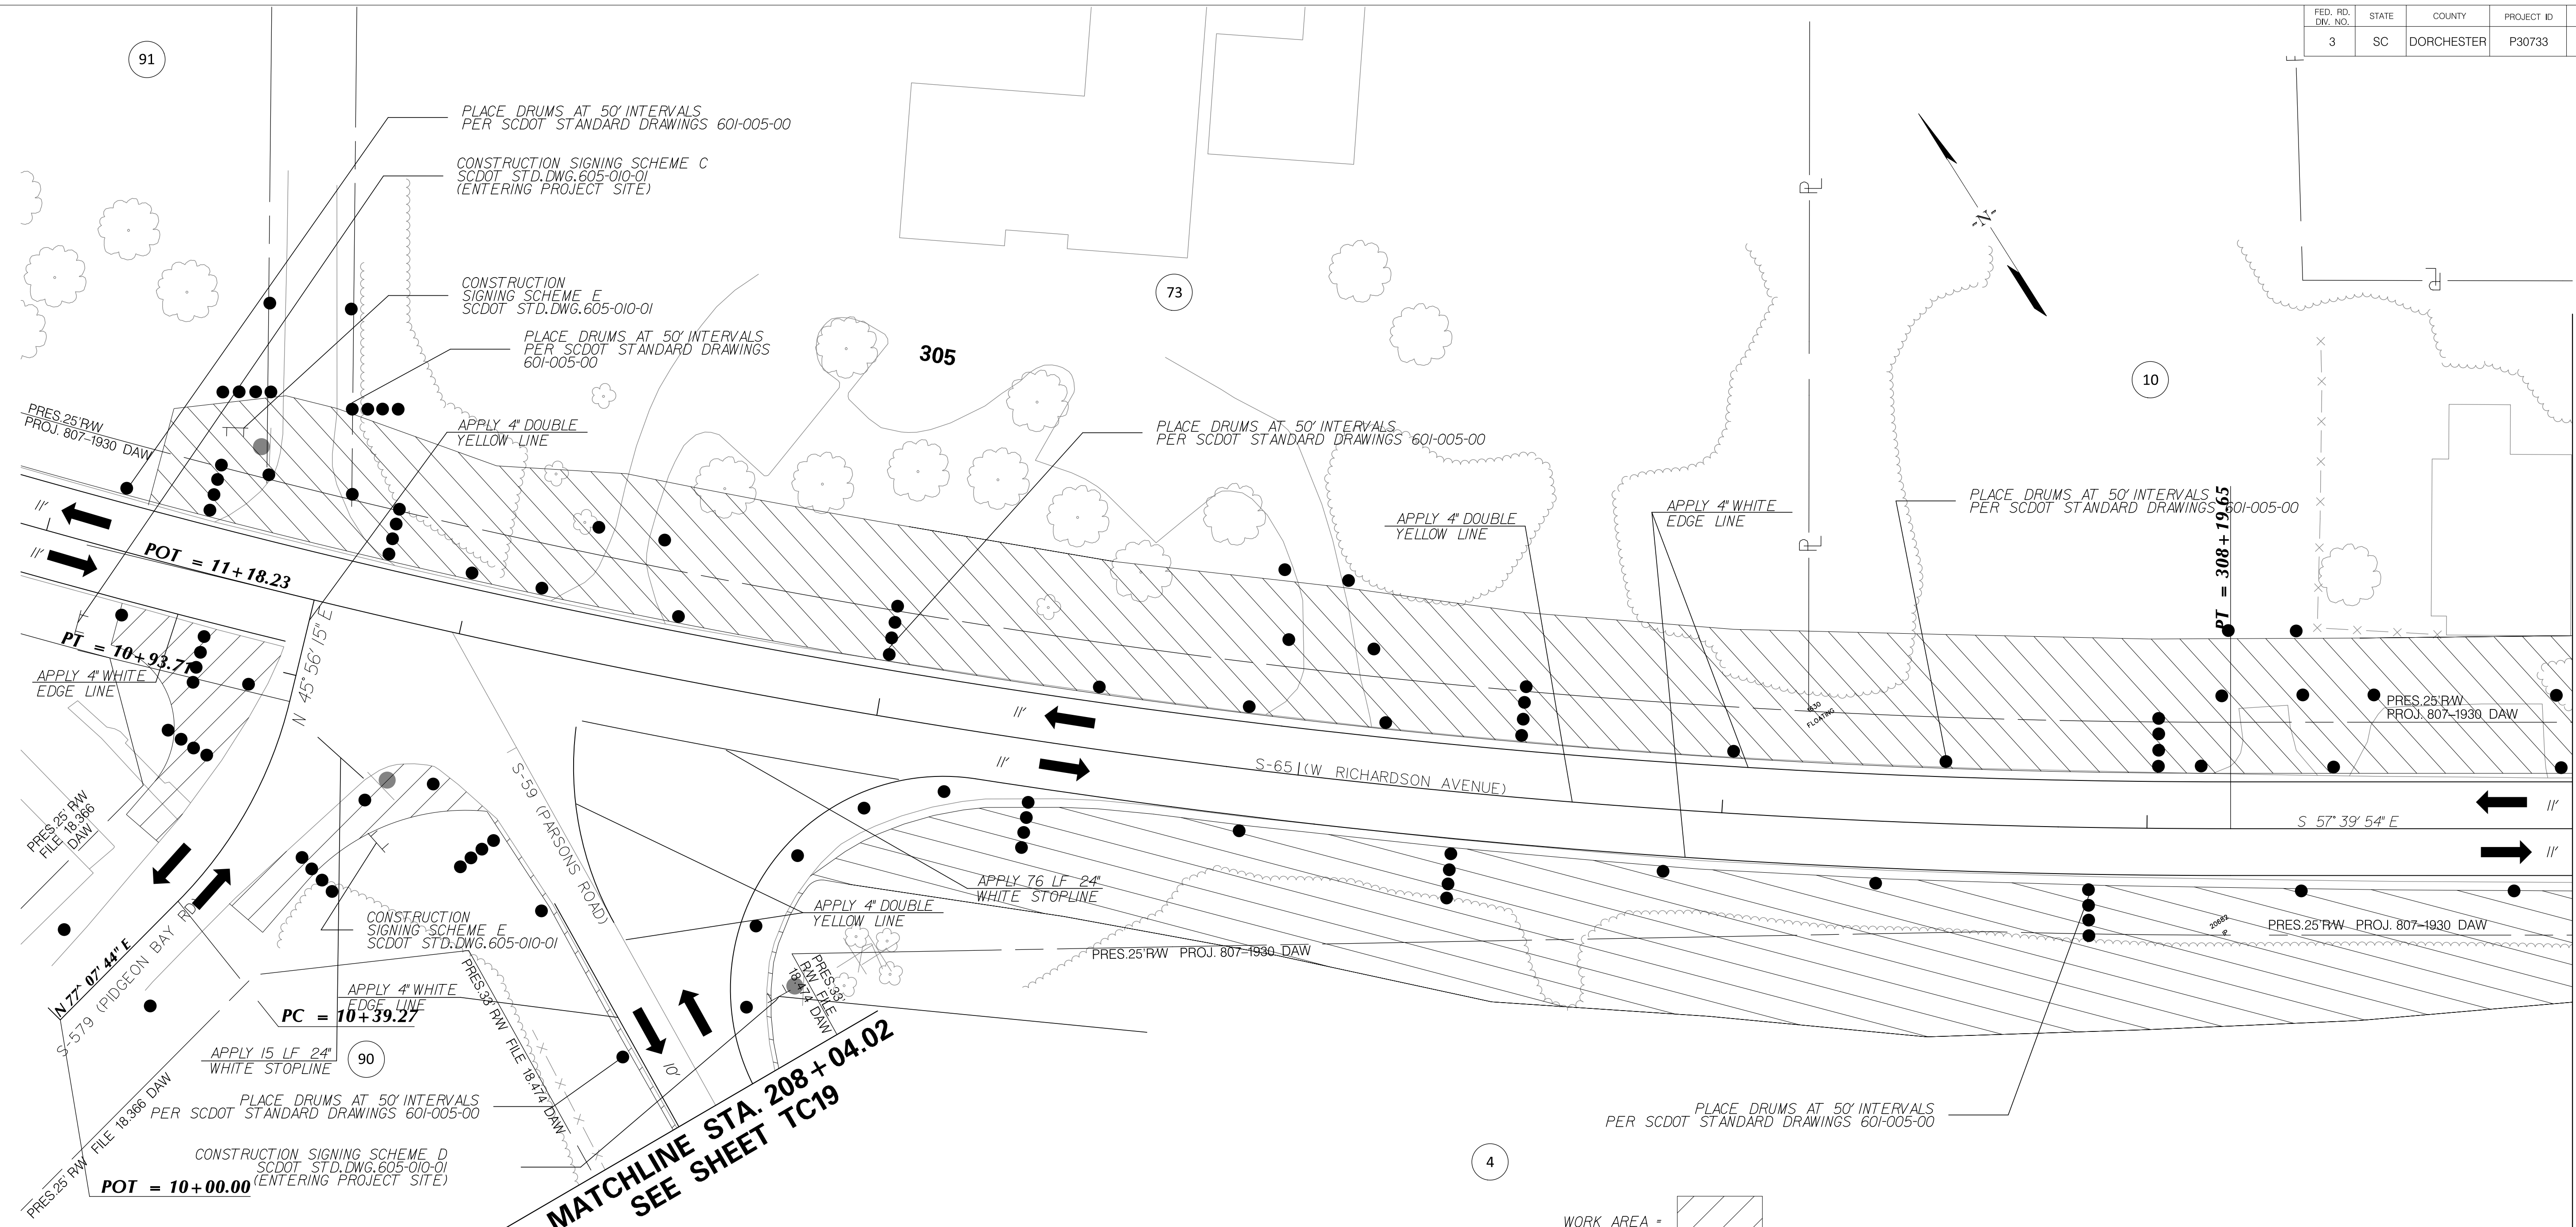 FED. RD.
DIV. NO.
STATE
COUNTY
PROJECT ID
3
SC
DORCHESTER
P30733
91
PLACE DRUMS AT 50' INTERVALS
PER SCDOT STANDARD DRAWINGS 601-005-00
CONSTRUCTION SIGNING SCHEME C
SCDOT STD.DWG.605-010-01
(ENTERING PROJECT SITE)
CONSTRUCTION
SIGNING SCHEME E
SCDOT STD.DWG.605-010-01
PLACE DRUMS AT 50' INTERVALS
PER SCDOT STANDARD DRAWINGS
601-005-00
-N-
73
305
10
PRES.25'R/W
PROJ. 807-1930 DAW
APPLY 4" DOUBLE
YELLOW LINE
PLACE DRUMS AT 50' INTERVALS
PER SCDOT STANDARD DRAWINGS 601-005-00
APPLY 4" DOUBLE
YELLOW LINE
APPLY 4" WHITE
EDGE LINE
PLACE DRUMS AT 50' INTERVALS
PER SCDOT STANDARD DRAWINGS 601-005-00
PT = 308+19.65
11'
11'
POT = 11+18.23
PT = 10+93.71
APPLY 4" WHITE
EDGE LINE
N 45°56'15" E
PRES.25' R/W
FILE 18.366
DAW
1630
FLOATING
PRES.25'R/W
PROJ. 807-1930 DAW
11'
11'
S-65 (W RICHARDSON AVENUE)
S-59 (PARSONS ROAD)
S 57°39'54" E
11'
11'
APPLY 76 LF 24"
WHITE STOPLINE
APPLY 4" DOUBLE
YELLOW LINE
CONSTRUCTION
SIGNING SCHEME E
SCDOT STD.DWG.605-010-01
PRES.25'R/W PROJ. 807-1930 DAW
20682
IP
PRES.25'R/W PROJ. 807-1930 DAW
N 77^ 07' 44" E
S-579 (PIDGEON BAY RD)
PRES.33' R/W FILE 18.474 DAW
PRES.33'
R/W FILE
18.474 DAW
APPLY 4" WHITE
EDGE LINE
PC = 10+39.27
APPLY 15 LF 24"
WHITE STOPLINE
90
10'
PLACE DRUMS AT 50' INTERVALS
PER SCDOT STANDARD DRAWINGS 601-005-00
PRES.25' R/W FILE 18.366 DAW
CONSTRUCTION SIGNING SCHEME D
SCDOT STD.DWG.605-010-01
(ENTERING PROJECT SITE)
POT = 10+00.00
MATCHLINE STA. 208+04.02
SEE SHEET TC19
PLACE DRUMS AT 50' INTERVALS
PER SCDOT STANDARD DRAWINGS 601-005-00
4
WORK AREA =